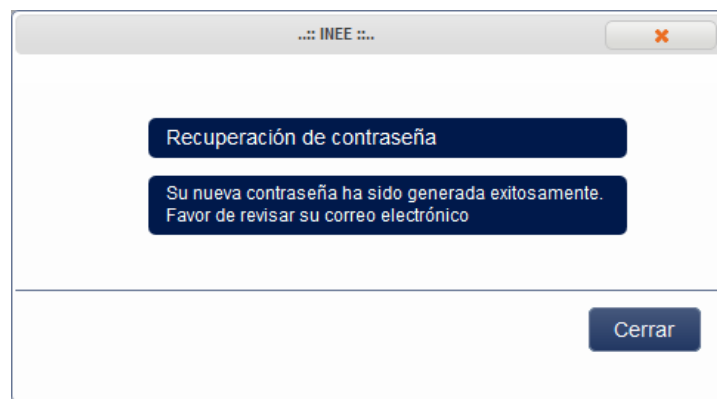 ..:: INEE ::..
Recuperación de contraseña
Su nueva contraseña ha sido generada exitosamente.
Favor de revisar su correo electrónico
Cerrar